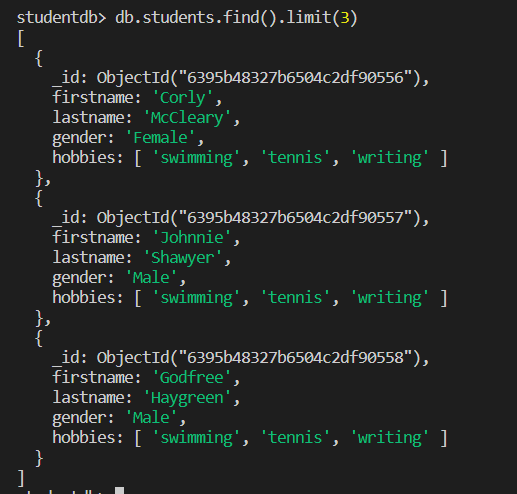 studentdb> db.students.find().limit(3)
[
  {
    _id: ObjectId("6395b48327b6504c2df90556"),
    firstname: 'Corly',
    lastname: 'McCleary',
    gender: 'Female',
    hobbies: [ 'swimming', 'tennis', 'writing' ]
  },
  {
    _id: ObjectId("6395b48327b6504c2df90557"),
    firstname: 'Johnnie',
    lastname: 'Shawyer',
    gender: 'Male',
    hobbies: [ 'swimming', 'tennis', 'writing' ]
  },
  {
    _id: ObjectId("6395b48327b6504c2df90558"),
    firstname: 'Godfree',
    lastname: 'Haygreen',
    gender: 'Male',
    hobbies: [ 'swimming', 'tennis', 'writing' ]
  }
]
studentdb>